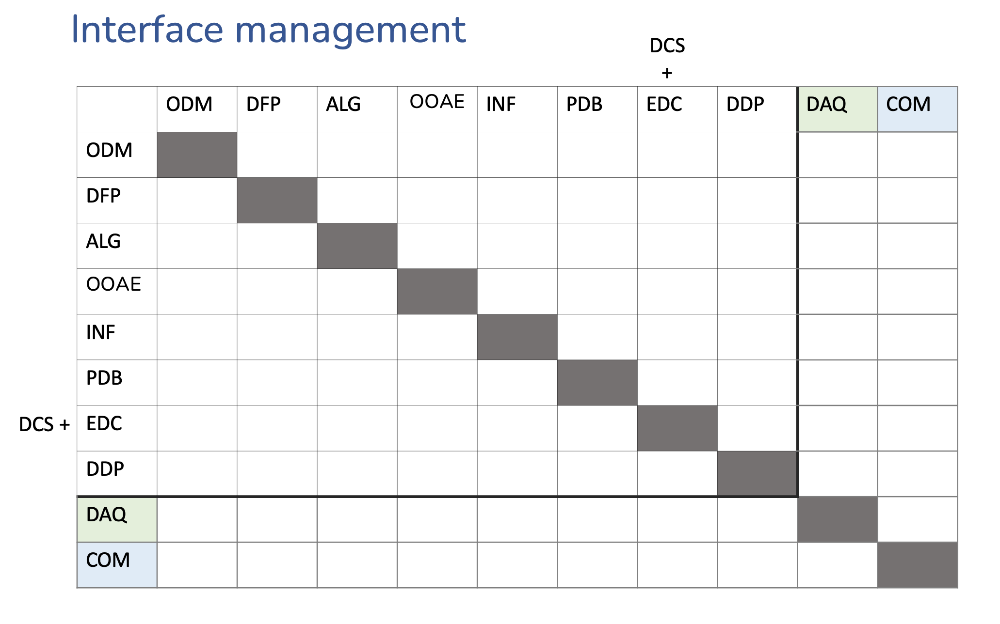 Interface management
DCS
+
ODM DFP ALG OOAE INF PDB EDC DDP DAQ COM
ODM
DFP
ALG
OOAE
INF
PDB
DCS + EDC
DDP
DAQ
COM